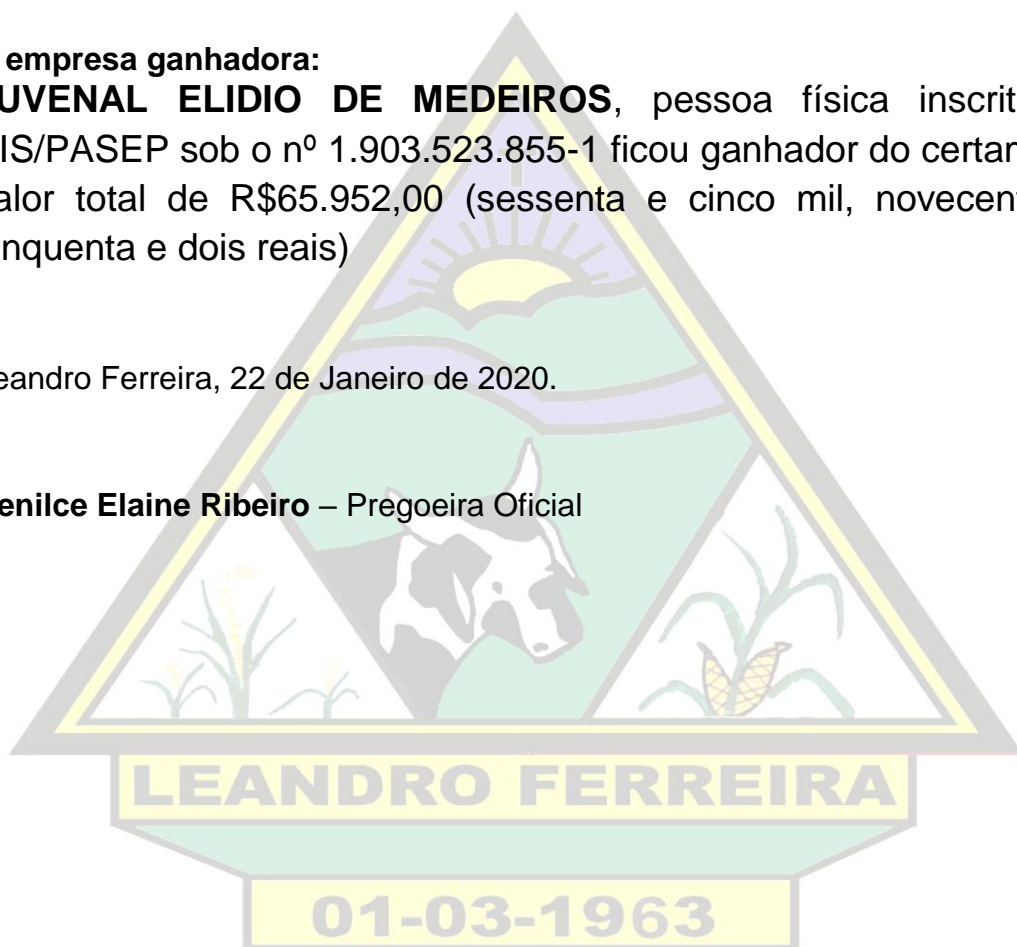 empresa ganhadora:
UVENAL ELIDIO DE MEDEIROS, pessoa física inscrit
IS/PASEP sob o nº 1.903.523.855-1 ficou ganhador do certan
alor total de R$65.952,00 (sessenta e cinco mil, novecent
nquenta e dois reais)
eandro Ferreira, 22 de Janeiro de 2020.
enilce Elaine Ribeiro – Pregoeira Oficial
LEANDRO FERREIRA
01-03-1963